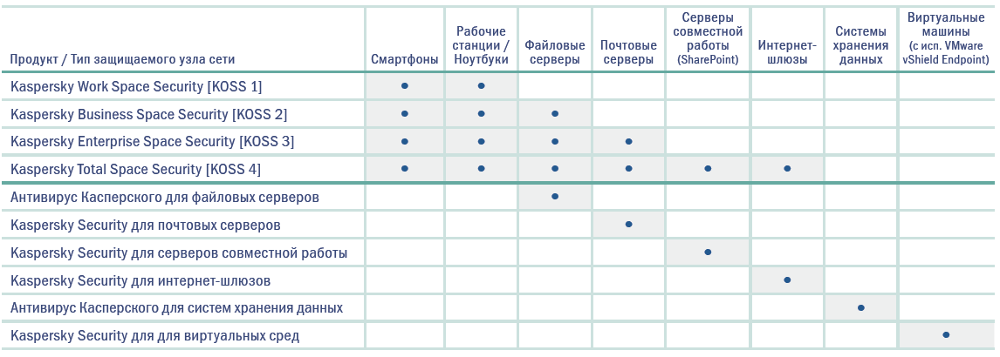 Продукт / Тип защищаемого узла сети
Смартфоны
Рабочие
станции /
Ноутбуки
Файловые
серверы
Почтовые
серверы
Серверы
совместной
работы
(SharePoint)
Интернет-
шлюзы
Системы
хранения
данных
Виртуальные
машины
(с исп. VMware
vShield Endpoint)
Kaspersky Work Space Security [KOSS 1]
Kaspersky Business Space Security [KOSS 2]
Kaspersky Enterprise Space Security [KOSS 3]
Kaspersky Total Space Security [KOSS 4]
Антивирус Касперского для файловых серверов
Kaspersky Security для почтовых серверов
Kaspersky Security для серверов совместной работы
Kaspersky Security для интернет-шлюзов
Антивирус Касперского для систем хранения данных
Kaspersky Security для для виртуальных сред